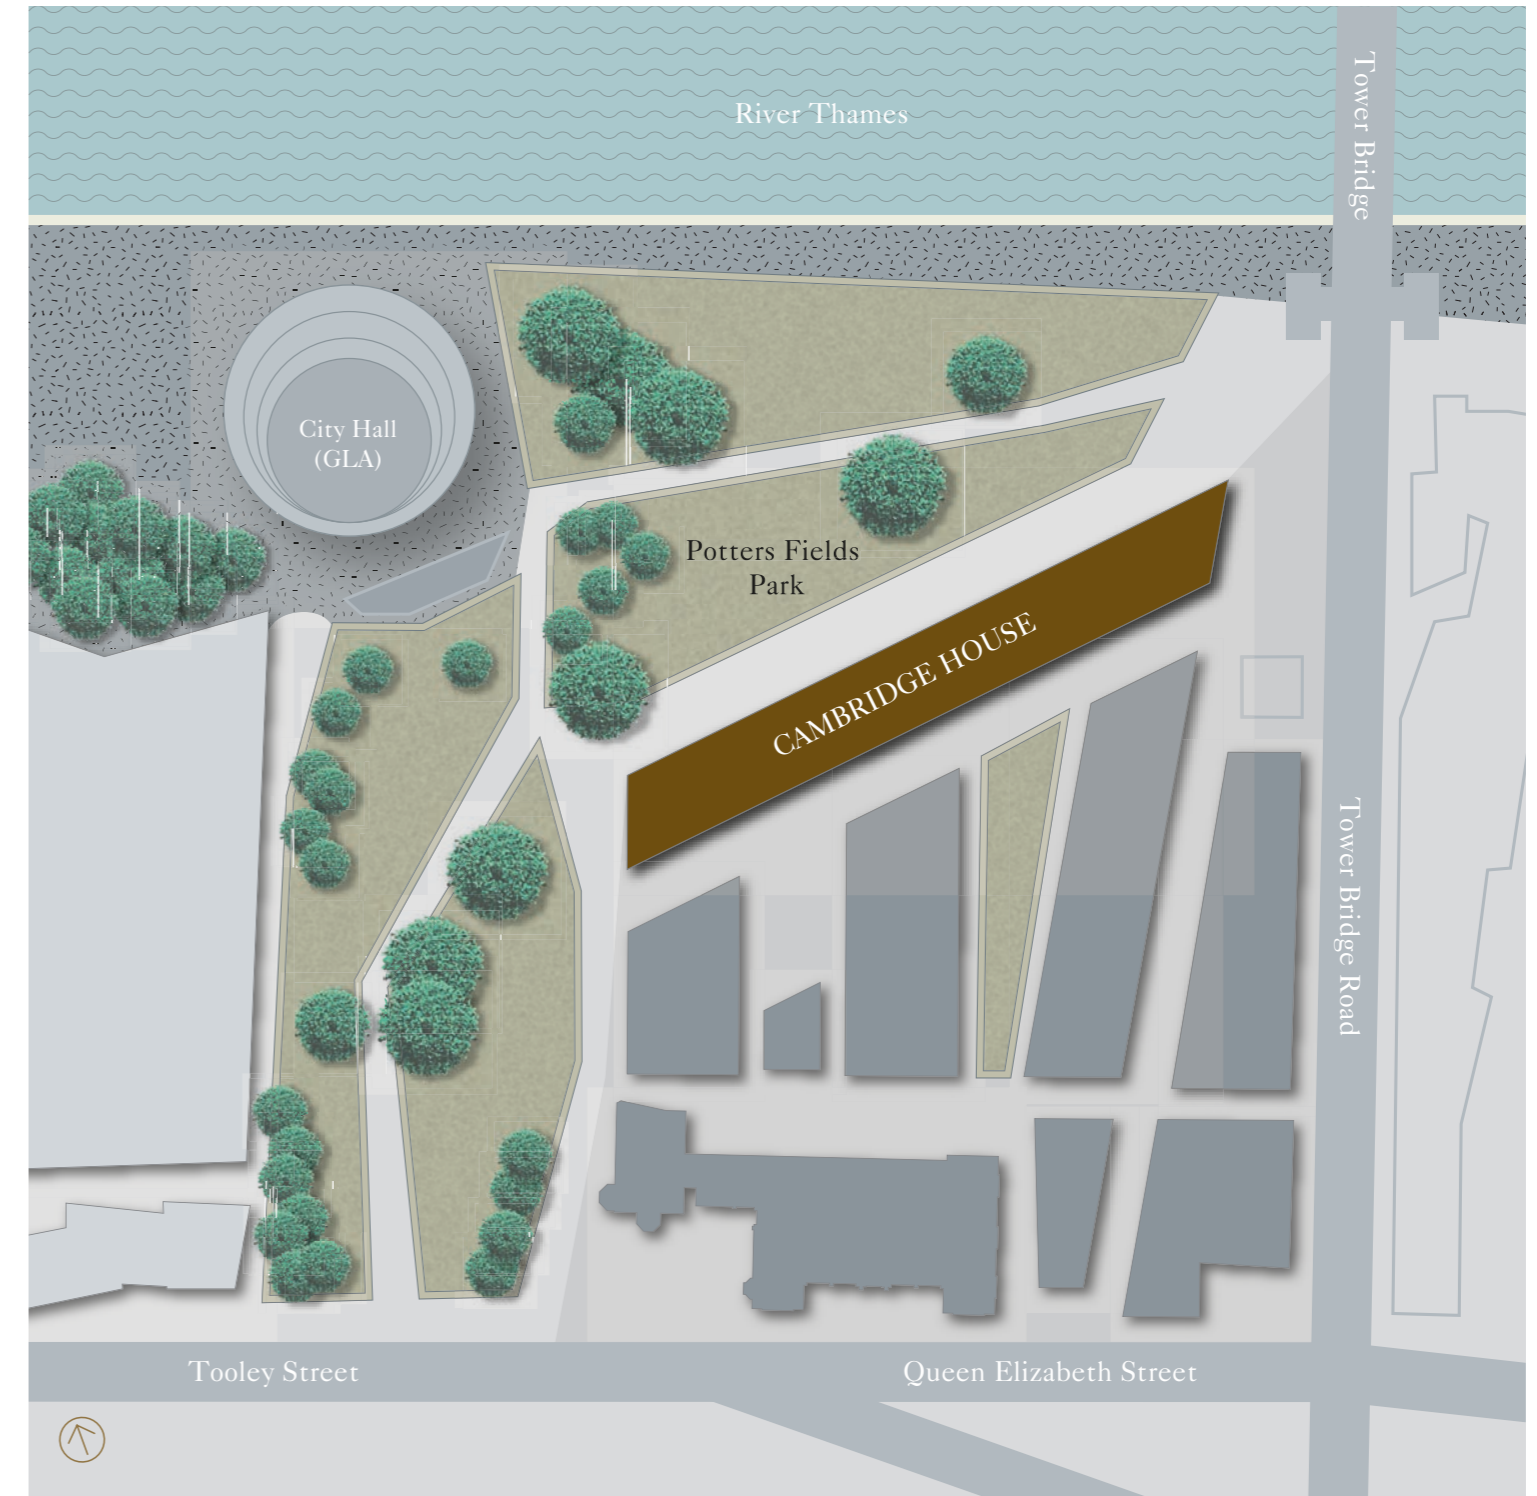 River Thames
Tower Bridge
City Hall
(GLA)
Potters Fields
Park
CAMBRIDGE HOUSE
Tower Bridge Road
Tooley Street
Queen Elizabeth Street